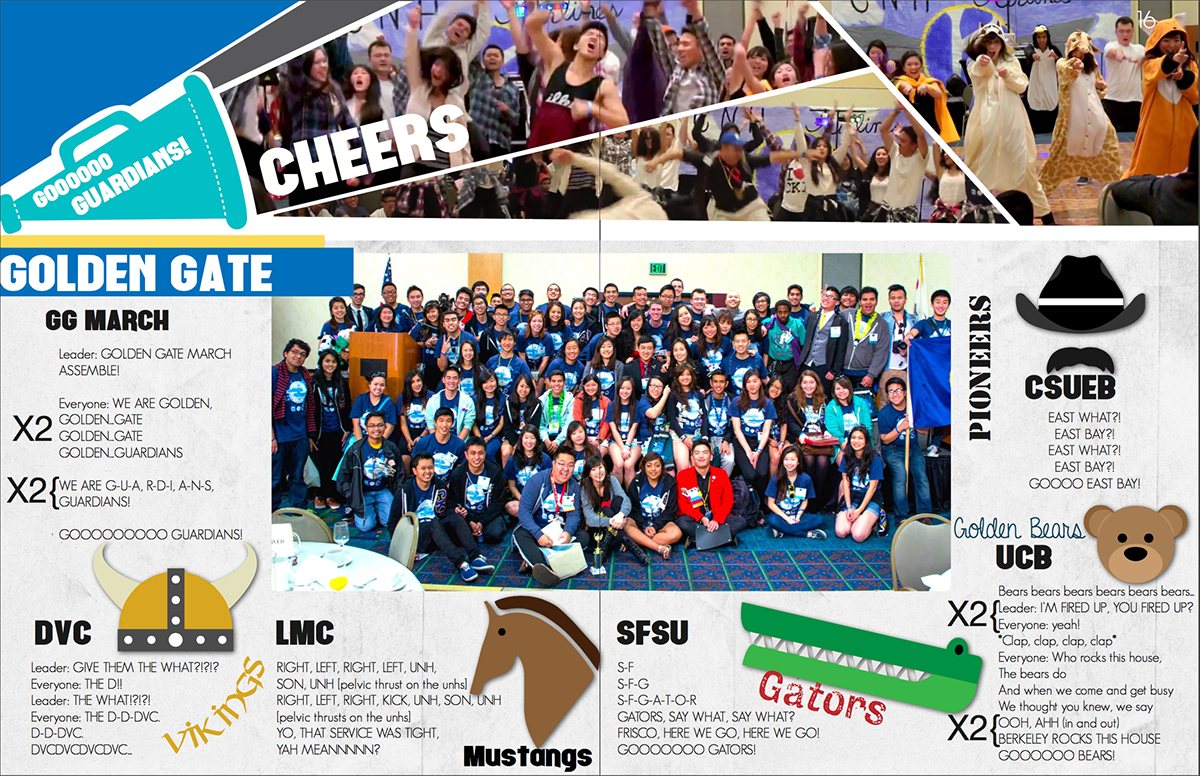 16
GOOOOOO
GUARDIANS!
CHEERS
GOLDEN GATE
GG MARCH
Leader: GOLDEN GATE MARCH
ASSEMBLE!
X2
Everyone: WE ARE GOLDEN,
GOLDEN_GATE
GOLDEN_GATE
GOLDEN_GUARDIANS
X2{
WE ARE G-U-A, R-D-I, A-N-S,
GUARDIANS!
GOOOOOOOOO GUARDIANS!
EXIT
PIONEERS
CSUEB
EAST WHAT?!
EAST BAY?!
EAST WHAT?!
EAST BAY?!
GOOOO EAST BAY!
DVC
Leader: GIVE THEM THE WHAT?!?!?
Everyone: THE D!!
Leader: THE WHAT!?!?!
Everyone: THE D-D-DVC.
D-D-DVC.
DVCDVCDVCDVC...
VIKINGS
LMC
RIGHT, LEFT, RIGHT, LEFT, UNH,
SON, UNH [pelvic thrust on the unhs]
RIGHT, LEFT, RIGHT, KICK, UNH, SON, UNH
[pelvic thrusts on the unhs]
YO, THAT SERVICE WAS TIGHT,
YAH MEANNNNN?
Mustangs
SFSU
S-F
S-F-G
S-F-G-A-T-O-R
GATORS, SAY WHAT, SAY WHAT?
FRISCO, HERE WE GO, HERE WE GO!
GOOOOOOO GATORS!
Gators
Golden Bears
UCB
Bears bears bears bears bears bears...
X2{
Leader: I'M FIRED UP, YOU FIRED UP?
Everyone: yeah!
*Clap, clap, clap, clap*
Everyone: Who rocks this house,
The bears do
And when we come and get busy
We thought you knew, we say
X2{
OOH, AHH (in and out)
BERKELEY ROCKS THIS HOUSE
GOOOOOO BEARS!